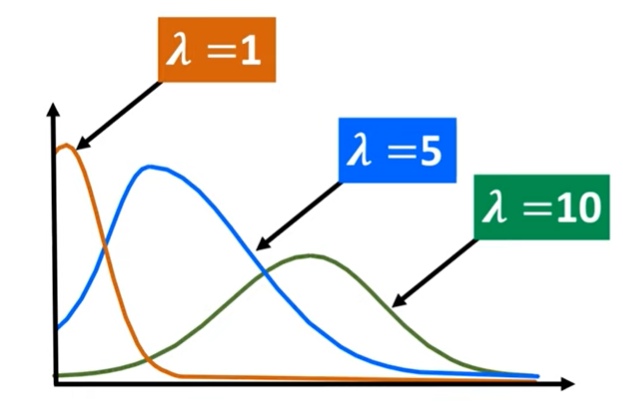 λ =1
λ =5
λ =10